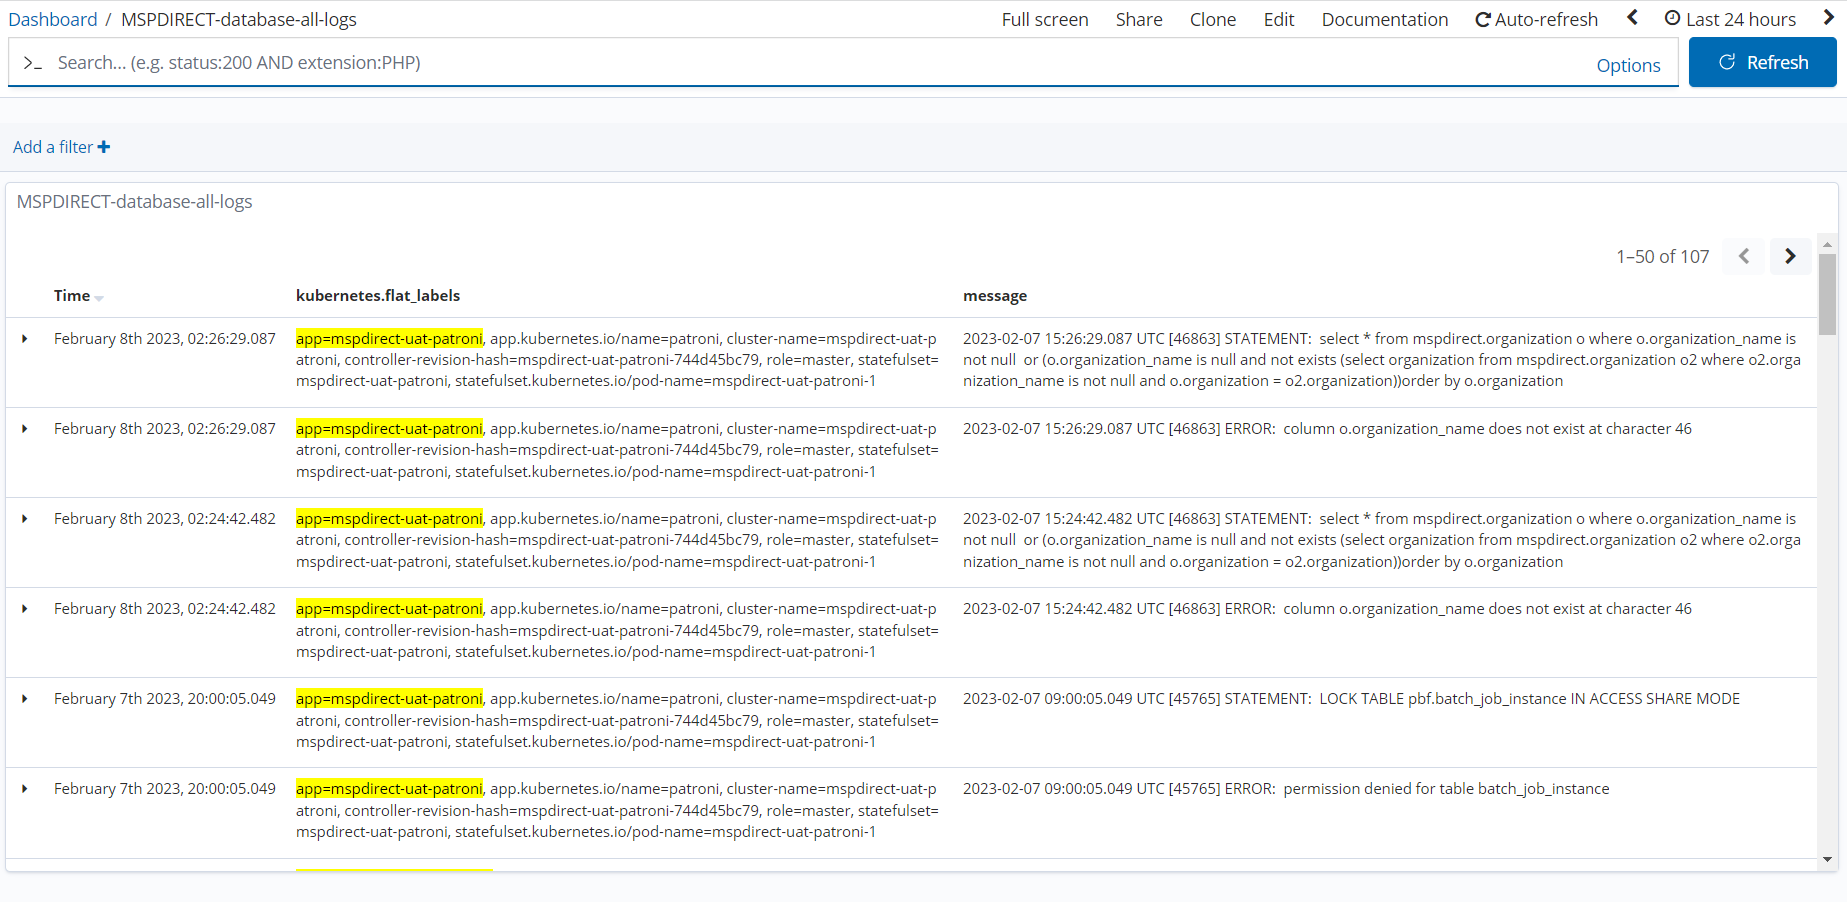 Dashboard / MSPDIRECT-database-all-logs Full screen Share Clone Edit Documentation Auto-refresh Last 24 hours
>_ Search... (e.g. status:200 AND extension:PHP) Options Refresh
Add a filter +
MSPDIRECT-database-all-logs
1–50 of 107
Time kubernetes.flat_labels message
February 8th 2023, 02:26:29.087 app=mspdirect-uat-patroni, app.kubernetes.io/name=patroni, cluster-name=mspdirect-uat-p 2023-02-07 15:26:29.087 UTC [46863] STATEMENT:  select * from mspdirect.organization o where o.organization_name is
atroni, controller-revision-hash=mspdirect-uat-patroni-744d45bc79, role=master, statefulset= not null  or (o.organization_name is null and not exists (select organization from mspdirect.organization o2 where o2.orga
mspdirect-uat-patroni, statefulset.kubernetes.io/pod-name=mspdirect-uat-patroni-1 nization_name is not null and o.organization = o2.organization))order by o.organization
February 8th 2023, 02:26:29.087 app=mspdirect-uat-patroni, app.kubernetes.io/name=patroni, cluster-name=mspdirect-uat-p 2023-02-07 15:26:29.087 UTC [46863] ERROR:  column o.organization_name does not exist at character 46
atroni, controller-revision-hash=mspdirect-uat-patroni-744d45bc79, role=master, statefulset=
mspdirect-uat-patroni, statefulset.kubernetes.io/pod-name=mspdirect-uat-patroni-1
February 8th 2023, 02:24:42.482 app=mspdirect-uat-patroni, app.kubernetes.io/name=patroni, cluster-name=mspdirect-uat-p 2023-02-07 15:24:42.482 UTC [46863] STATEMENT:  select * from mspdirect.organization o where o.organization_name is
atroni, controller-revision-hash=mspdirect-uat-patroni-744d45bc79, role=master, statefulset= not null  or (o.organization_name is null and not exists (select organization from mspdirect.organization o2 where o2.orga
mspdirect-uat-patroni, statefulset.kubernetes.io/pod-name=mspdirect-uat-patroni-1 nization_name is not null and o.organization = o2.organization))order by o.organization
February 8th 2023, 02:24:42.482 app=mspdirect-uat-patroni, app.kubernetes.io/name=patroni, cluster-name=mspdirect-uat-p 2023-02-07 15:24:42.482 UTC [46863] ERROR:  column o.organization_name does not exist at character 46
atroni, controller-revision-hash=mspdirect-uat-patroni-744d45bc79, role=master, statefulset=
mspdirect-uat-patroni, statefulset.kubernetes.io/pod-name=mspdirect-uat-patroni-1
February 7th 2023, 20:00:05.049 app=mspdirect-uat-patroni, app.kubernetes.io/name=patroni, cluster-name=mspdirect-uat-p 2023-02-07 09:00:05.049 UTC [45765] STATEMENT:  LOCK TABLE pbf.batch_job_instance IN ACCESS SHARE MODE
atroni, controller-revision-hash=mspdirect-uat-patroni-744d45bc79, role=master, statefulset=
mspdirect-uat-patroni, statefulset.kubernetes.io/pod-name=mspdirect-uat-patroni-1
February 7th 2023, 20:00:05.049 app=mspdirect-uat-patroni, app.kubernetes.io/name=patroni, cluster-name=mspdirect-uat-p 2023-02-07 09:00:05.049 UTC [45765] ERROR:  permission denied for table batch_job_instance
atroni, controller-revision-hash=mspdirect-uat-patroni-744d45bc79, role=master, statefulset=
mspdirect-uat-patroni, statefulset.kubernetes.io/pod-name=mspdirect-uat-patroni-1